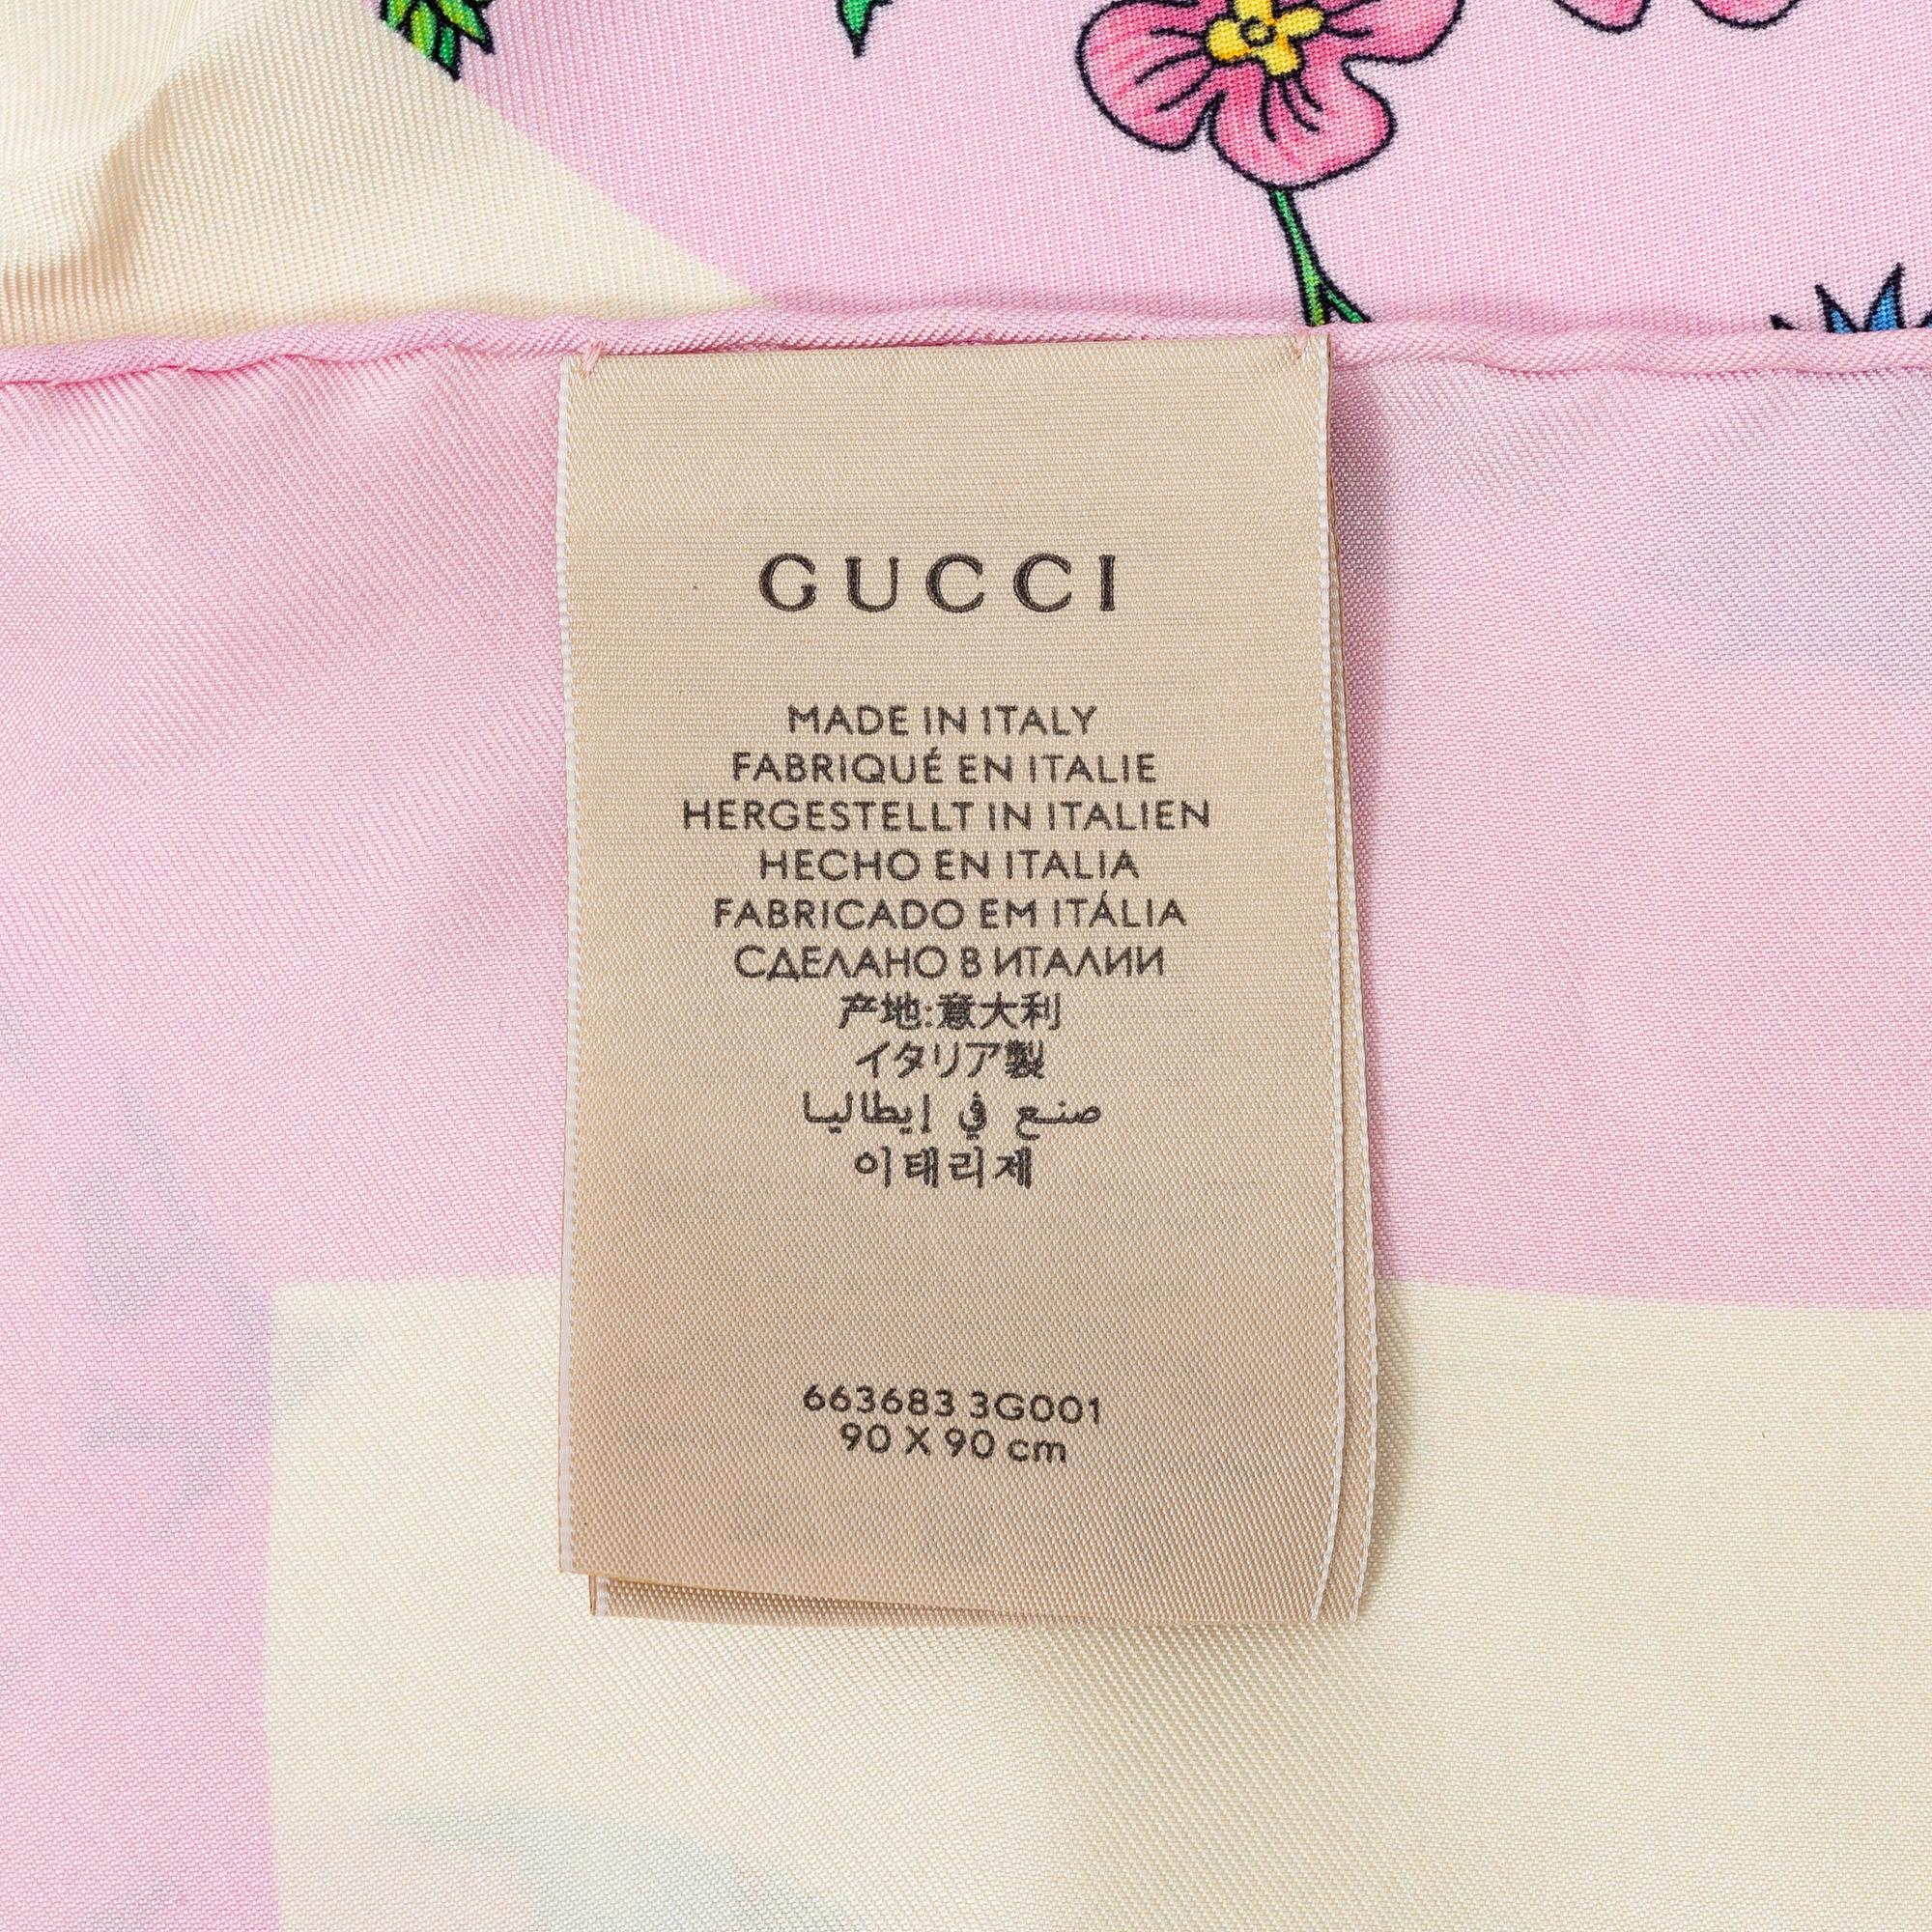 GUCCI
MADE IN ITALY
FABRIQUÉ EN ITALIE
HERGESTELLT IN ITALIEN
HECHO EN ITALIA
FABRICADO EM ITÁLIA
СДЕЛАНО В ИТАЛИИ
产地:意大利
イタリア製
صنع في إيطاليا
이태리제
663683 3G001
90 X 90 cm